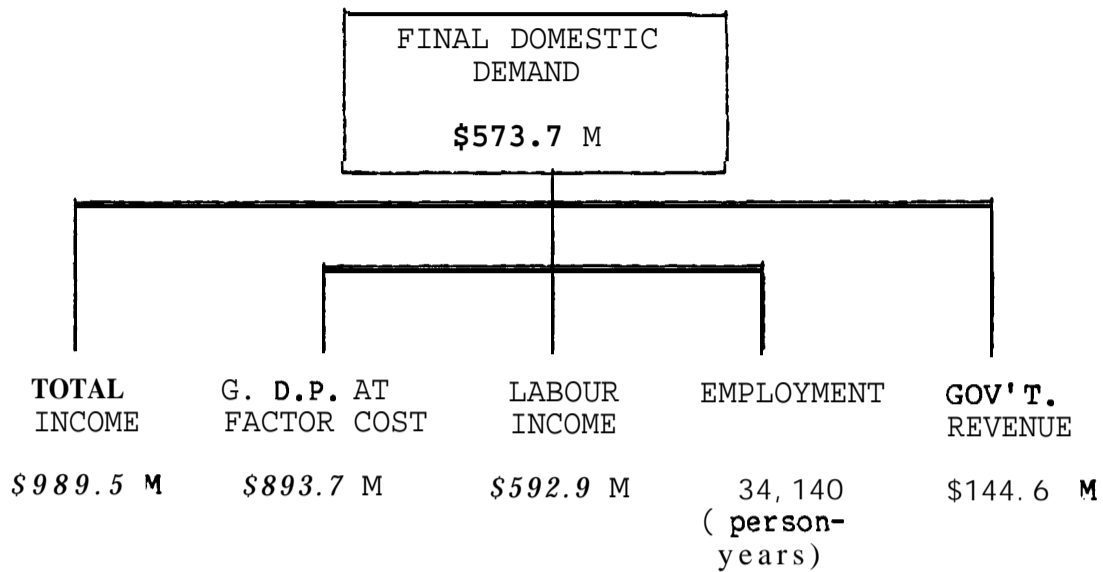 FINAL DOMESTIC
DEMAND
$573.7 M
TOTAL
INCOME
$989.5 M
G. D.P. AT
FACTOR COST
$893.7 M
LABOUR
INCOME
$592.9 M
EMPLOYMENT
34,140
(person-
years)
GOV'T.
REVENUE
$144.6 M